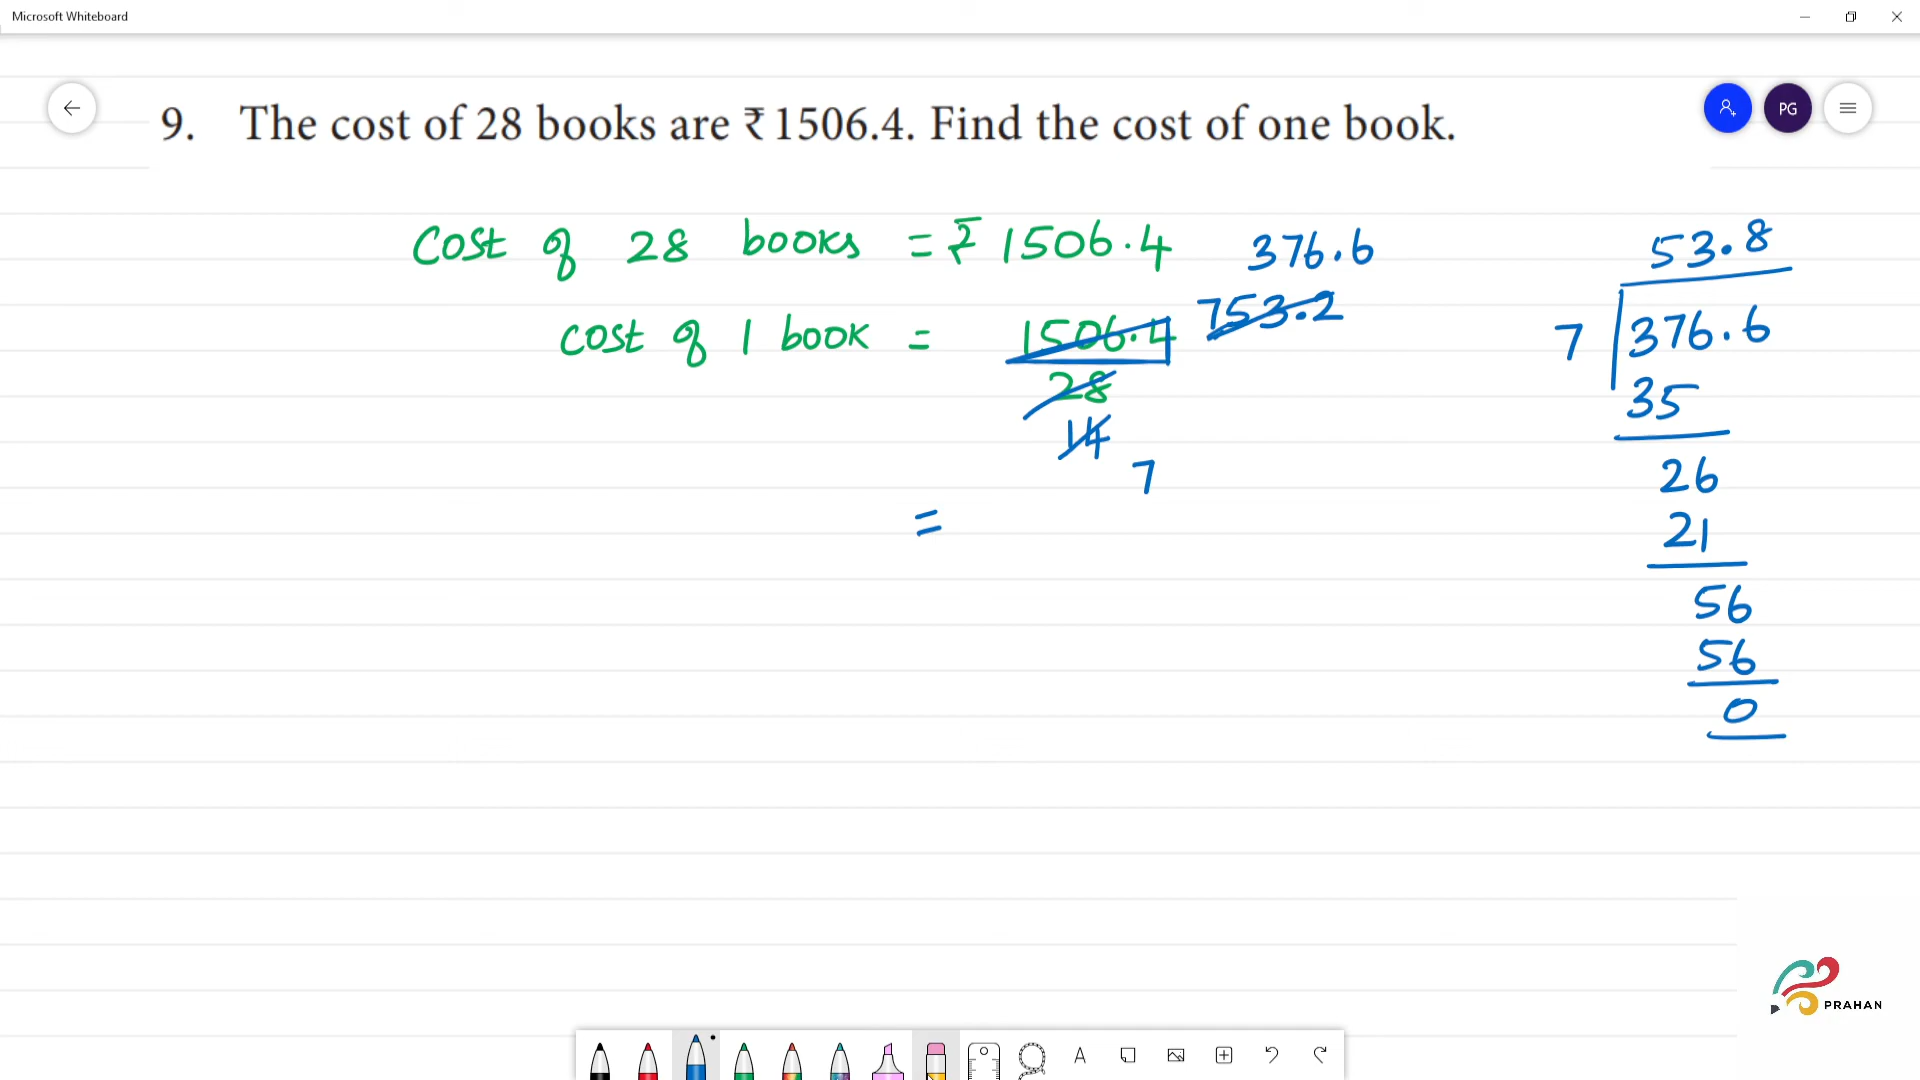 Microsoft Whiteboard
PG
9. The cost of 28 books are ₹ 1506.4. Find the cost of one book.
Cost of 28 books = ₹ 1506.4
376.6
753.2
cost of 1 book = 1506.4
28
14
7
=
53.8
7 376.6
35
26
21
56
56
0
PRAHAN
A